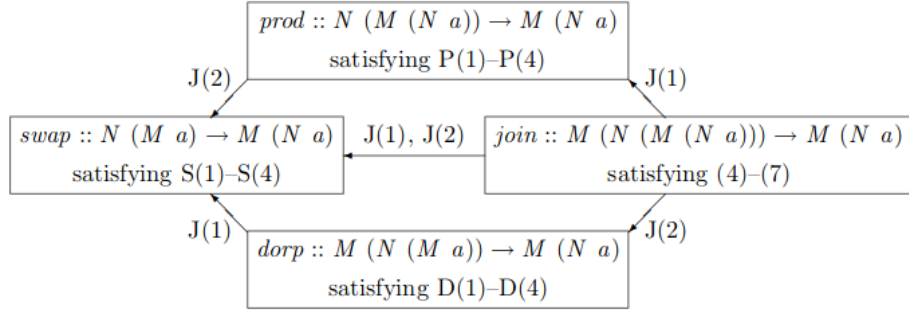 prod :: N (M (N a)) → M (N a)
satisfying P(1)–P(4)
J(2)
J(1)
swap :: N (M a) → M (N a)
satisfying S(1)–S(4)
J(1), J(2)
join :: M (N (M (N a))) → M (N a)
satisfying (4)–(7)
J(1)
J(2)
dorp :: M (N (M a)) → M (N a)
satisfying D(1)–D(4)